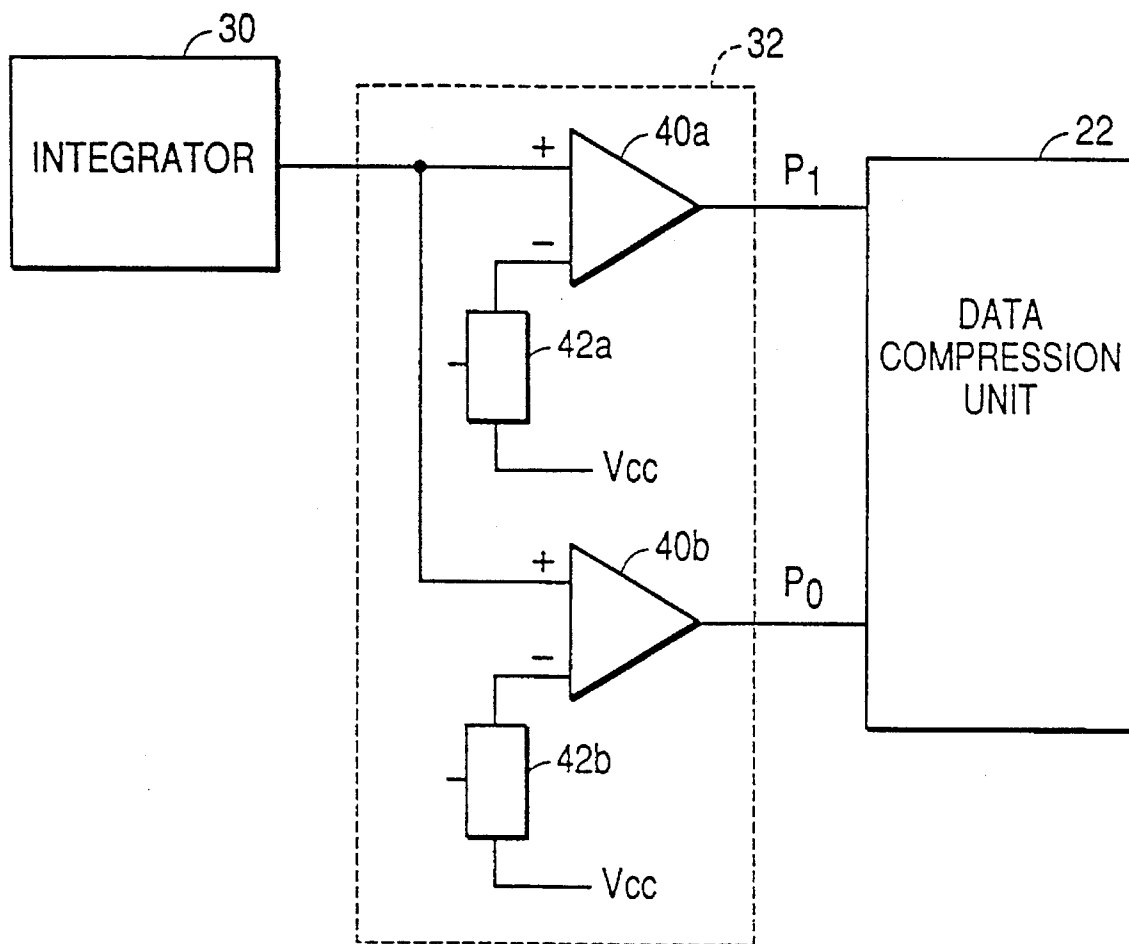 30
32
INTEGRATOR
+
40a
−
42a
Vcc
P1
22
DATA
COMPRESSION
UNIT
+
40b
−
42b
Vcc
P0